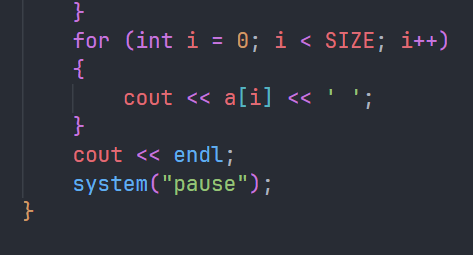 }
for (int i = 0; i < SIZE; i++)
{
cout << a[i] << ' ';
}
cout << endl;
system("pause");
}